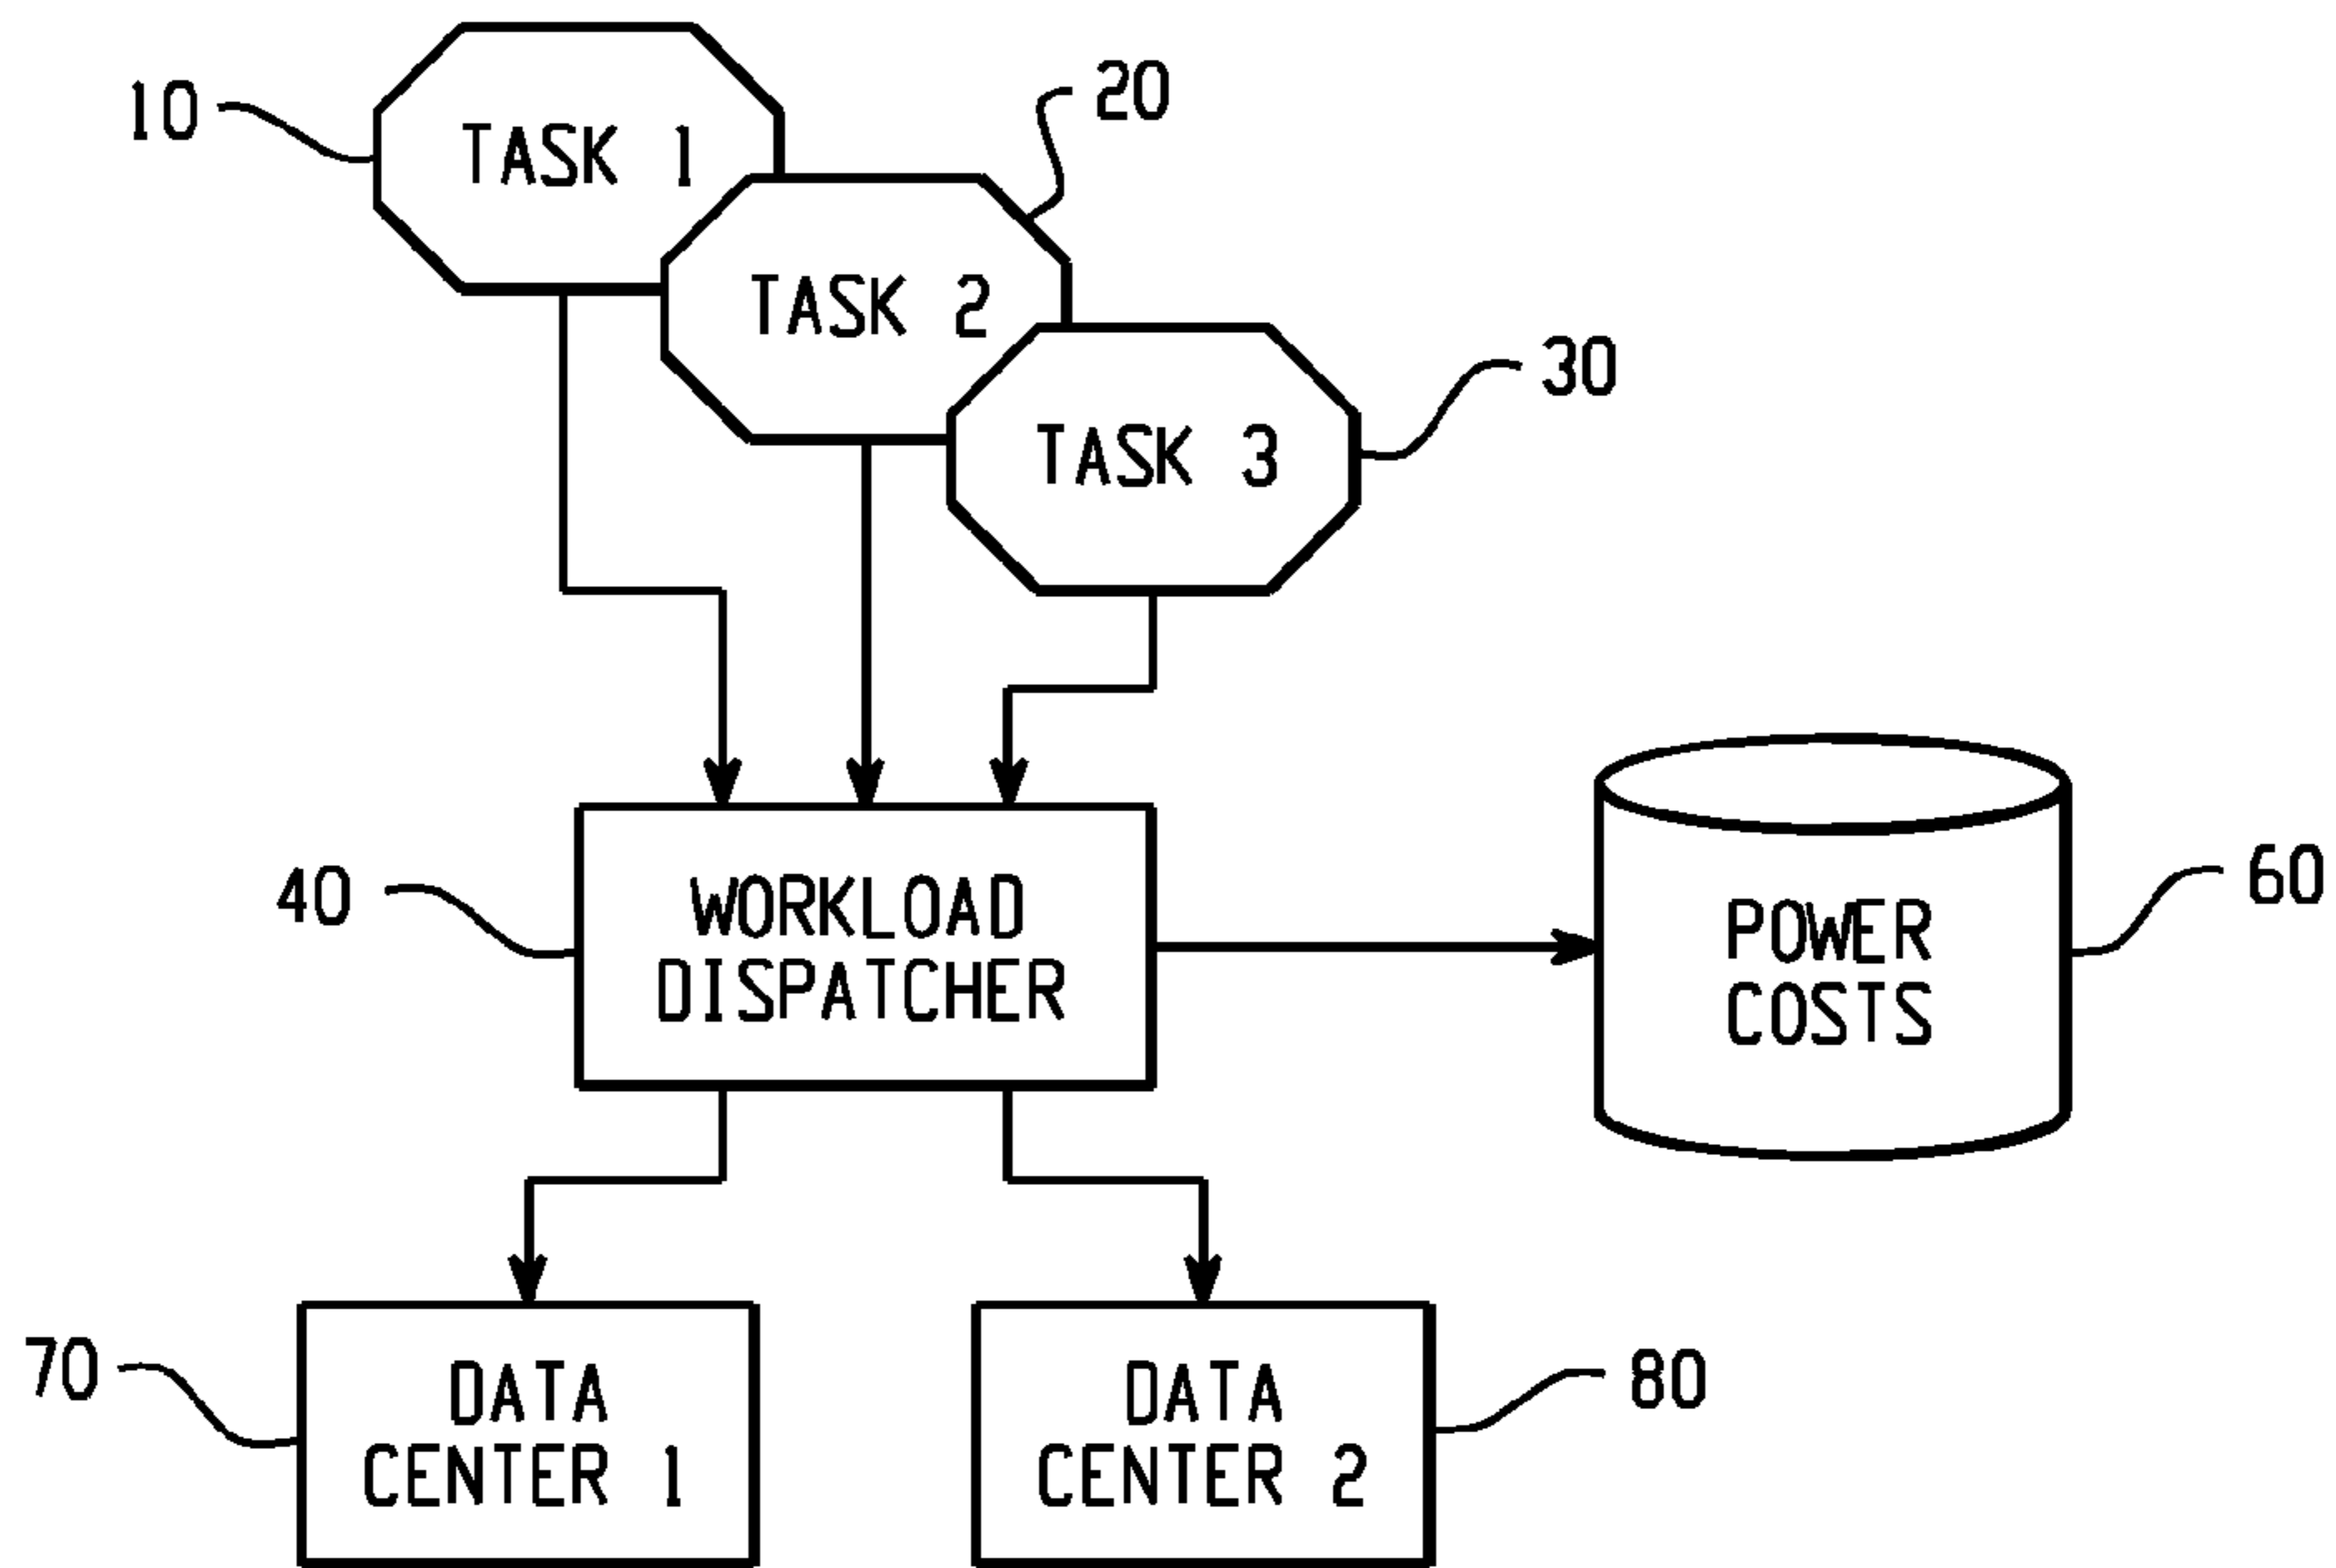 10
TASK 1
20
TASK 2
30
TASK 3
40
WORKLOAD
DISPATCHER
60
POWER
COSTS
70
DATA
CENTER 1
80
DATA
CENTER 2